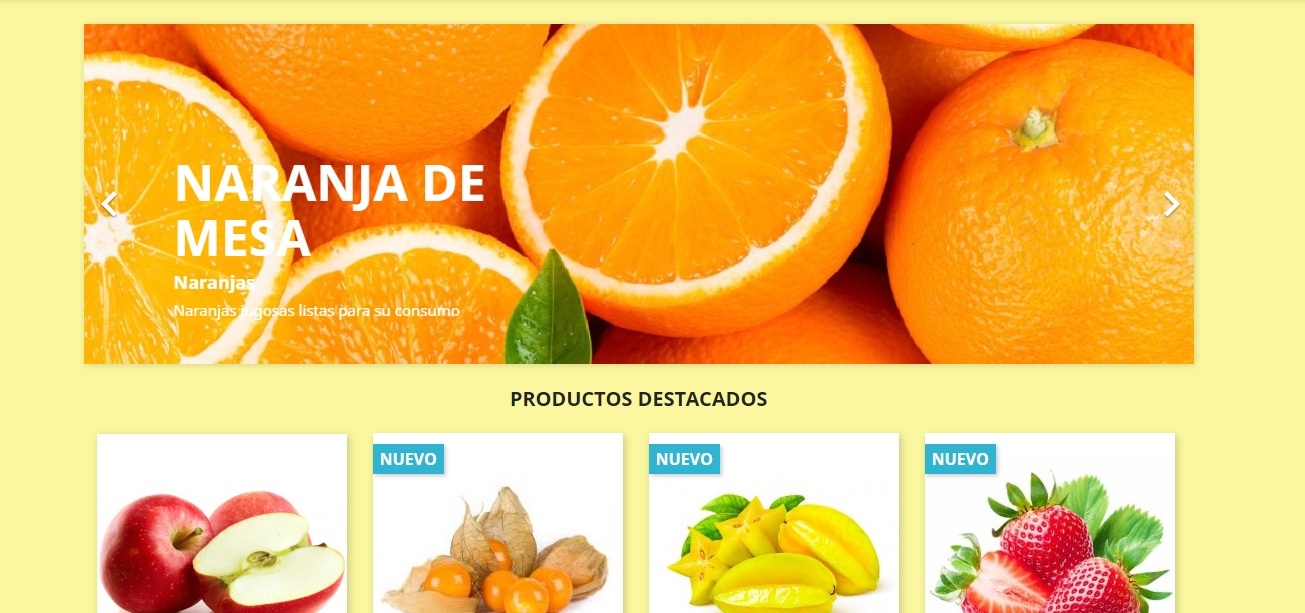 NARANJA DE
MESA
Naranjas
Naranjas jugosas listas para su consumo
PRODUCTOS DESTACADOS
NUEVO
NUEVO
NUEVO